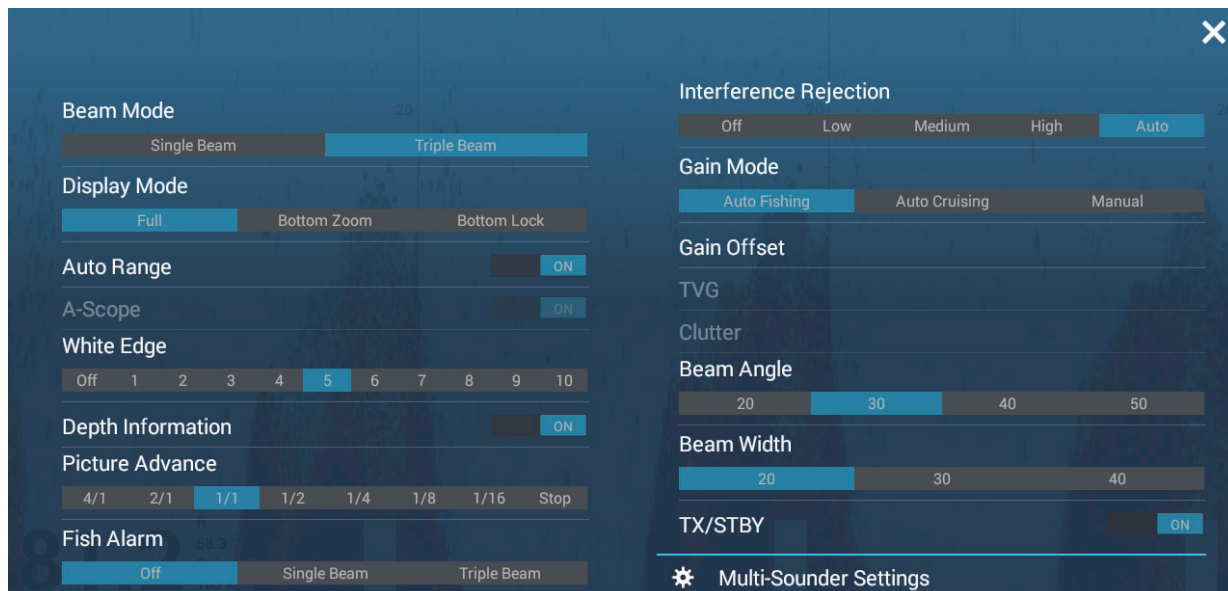 Beam Mode
Single Beam Triple Beam
Display Mode
Full Bottom Zoom Bottom Lock
Auto Range ON
A-Scope ON
White Edge
Off 1 2 3 4 5 6 7 8 9 10
Depth Information ON
Picture Advance
4/1 2/1 1/1 1/2 1/4 1/8 1/16 Stop
Fish Alarm
Off Single Beam Triple Beam
Interference Rejection
Off Low Medium High Auto
Gain Mode
Auto Fishing Auto Cruising Manual
Gain Offset
TVG
Clutter
Beam Angle
20 30 40 50
Beam Width
20 30 40
TX/STBY ON
Multi-Sounder Settings